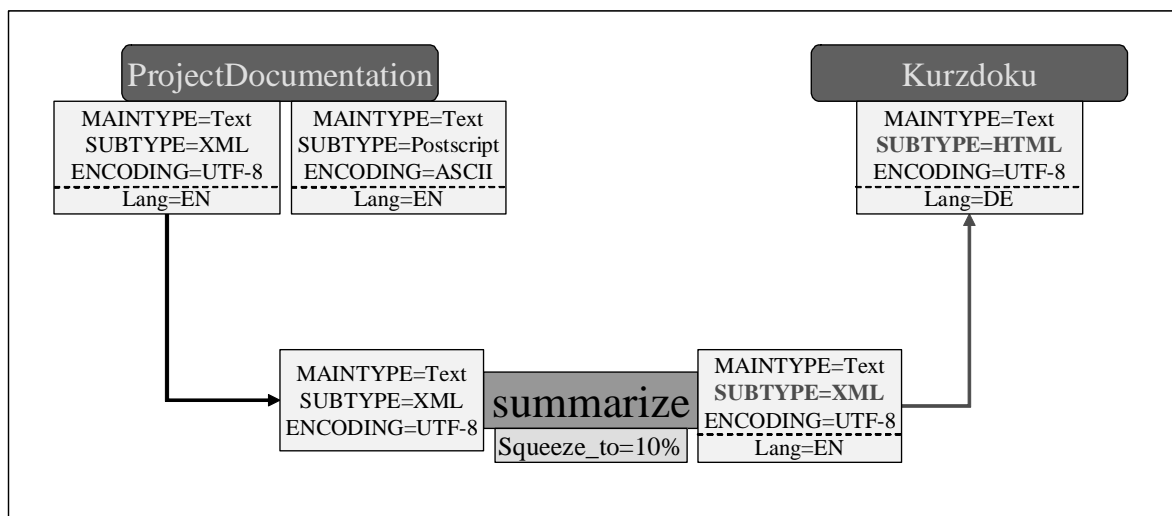 ProjectDocumentation
MAINTYPE=Text
SUBTYPE=XML
ENCODING=UTF-8
Lang=EN
MAINTYPE=Text
SUBTYPE=Postscript
ENCODING=ASCII
Lang=EN
Kurzdoku
MAINTYPE=Text
SUBTYPE=HTML
ENCODING=UTF-8
Lang=DE
MAINTYPE=Text
SUBTYPE=XML
ENCODING=UTF-8
summarize
Squeeze_to=10%
MAINTYPE=Text
SUBTYPE=XML
ENCODING=UTF-8
Lang=EN